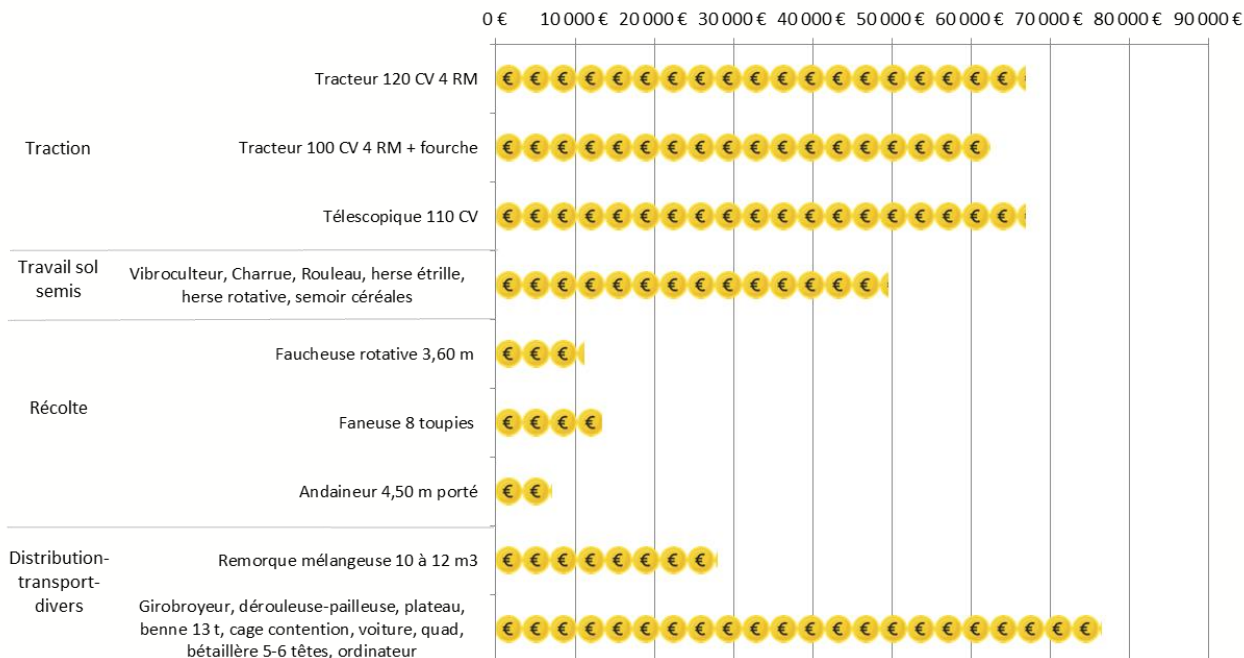 0 € 10 000 € 20 000 € 30 000 € 40 000 € 50 000 € 60 000 € 70 000 € 80 000 € 90 000 €
Traction
Tracteur 120 CV 4 RM
Tracteur 100 CV 4 RM + fourche
Télescopique 110 CV
Travail sol
semis
Vibroculteur, Charrue, Rouleau, herse étrille,
herse rotative, semoir céréales
Récolte
Faucheuse rotative 3,60 m
Faneuse 8 toupies
Andaineur 4,50 m porté
Distribution-
transport-
divers
Remorque mélangeuse 10 à 12 m3
Girobroyeur, dérouleuse-pailleuse, plateau,
benne 13 t, cage contention, voiture, quad,
bétaillère 5-6 têtes, ordinateur